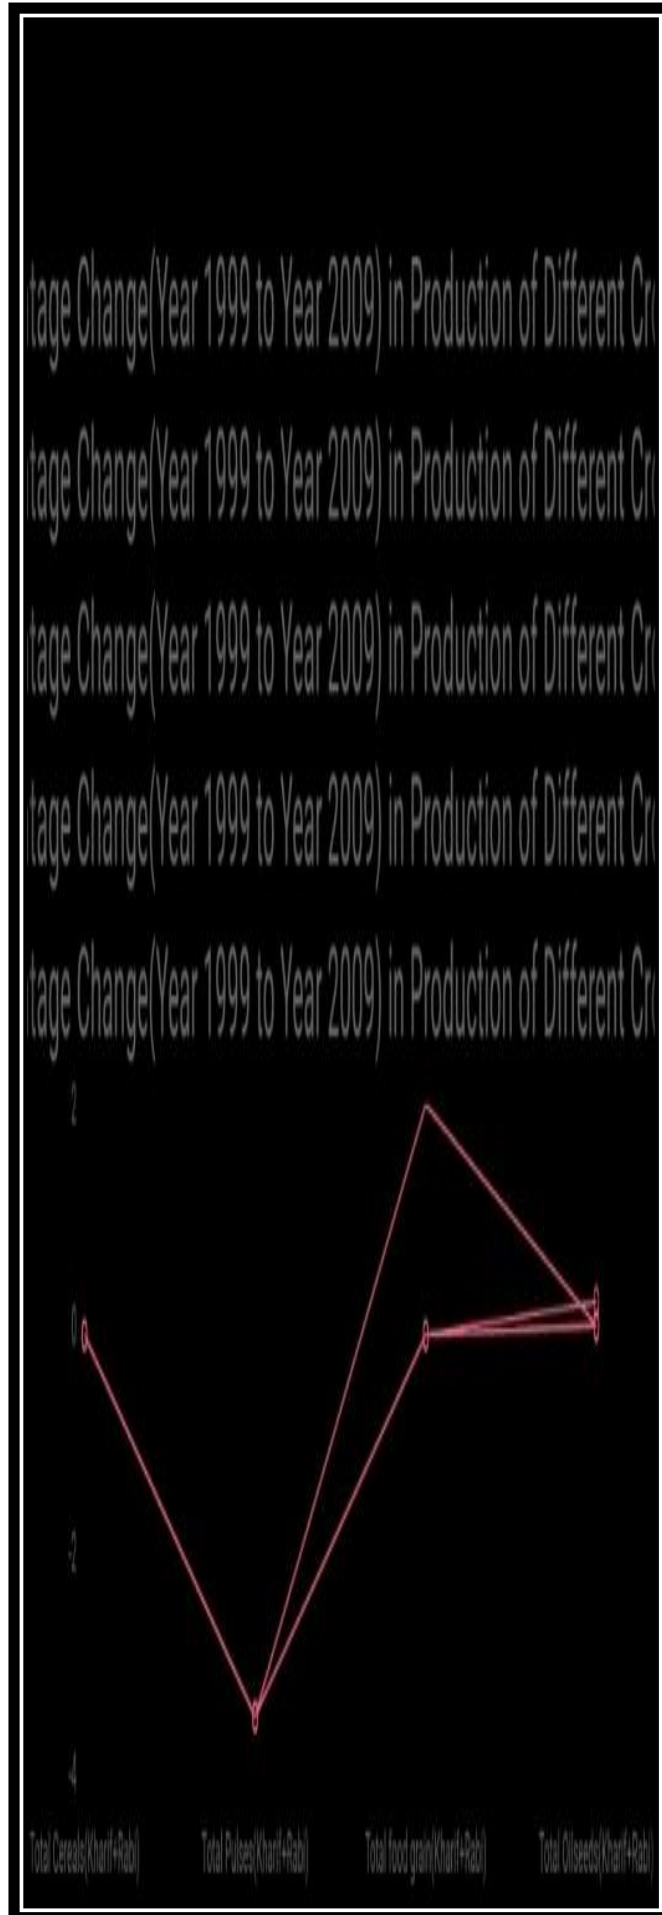 tage Change(Year 1999 to Year 2009) in Production of Different Cr
tage Change(Year 1999 to Year 2009) in Production of Different Cr
tage Change(Year 1999 to Year 2009) in Production of Different Cr
tage Change(Year 1999 to Year 2009) in Production of Different Cr
tage Change(Year 1999 to Year 2009) in Production of Different Cr
2
0
-2
-4
Total Cereals(Kharif+Rabi) Total Pulses(Kharif+Rabi) Total food grain(Kharif+Rabi) Total Oilseeds(Kharif+Rabi)